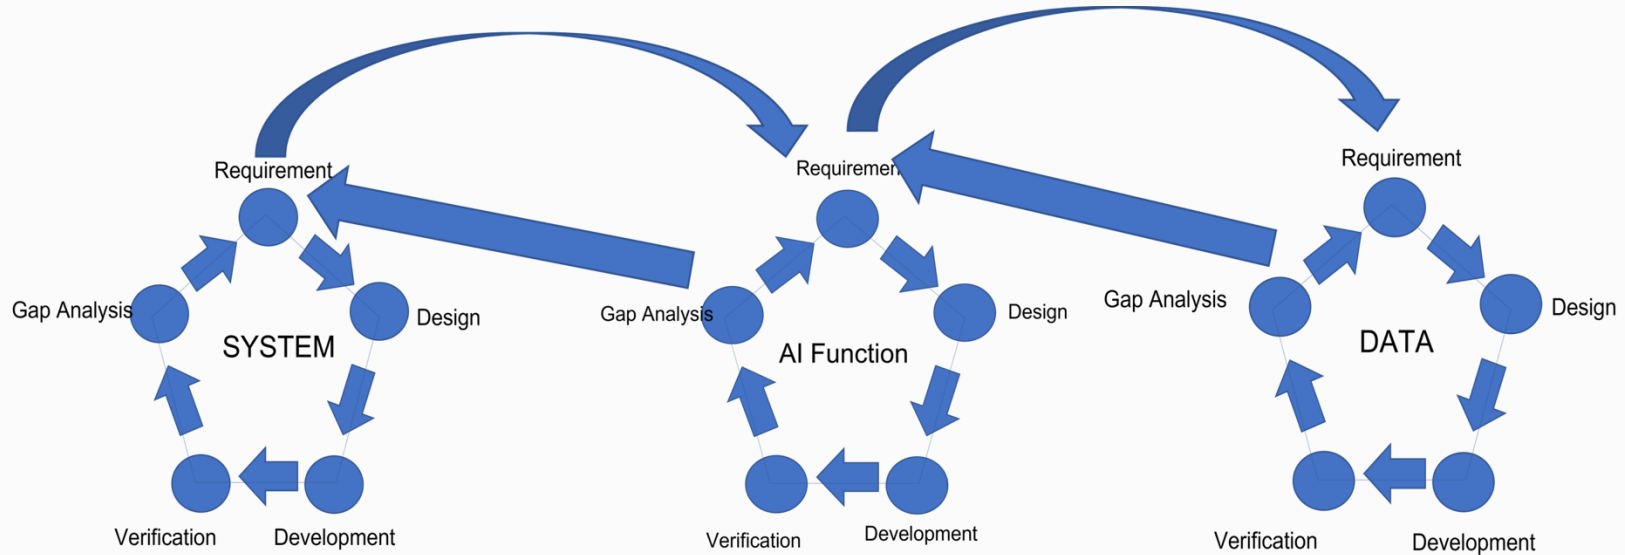 Requirement
Gap Analysis
Design
SYSTEM
Verification
Development
Requiremen
Gap Analysis
Design
AI Function
Verification
Development
Requirement
Gap Analysis
Design
DATA
Verification
Development